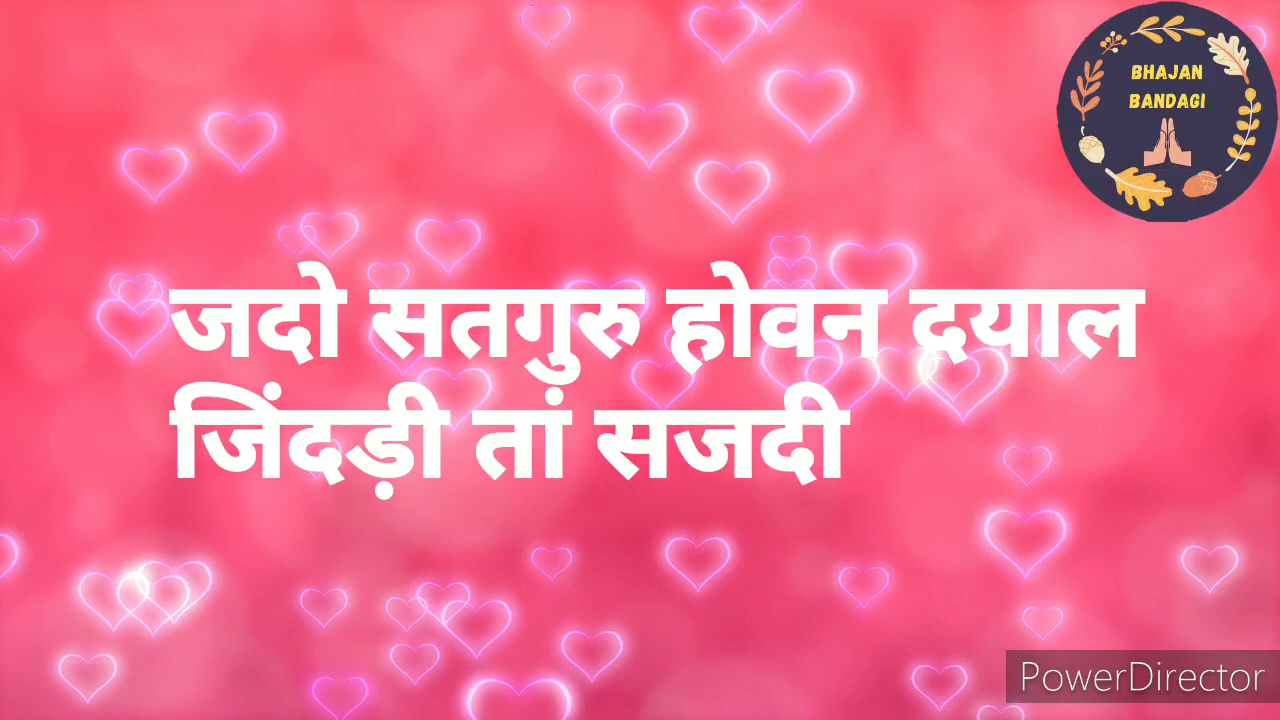 BHAJAN
BANDAGI
जदो सतगुरु होवन दयाल
जिंदड़ी तां सजदी
PowerDirector